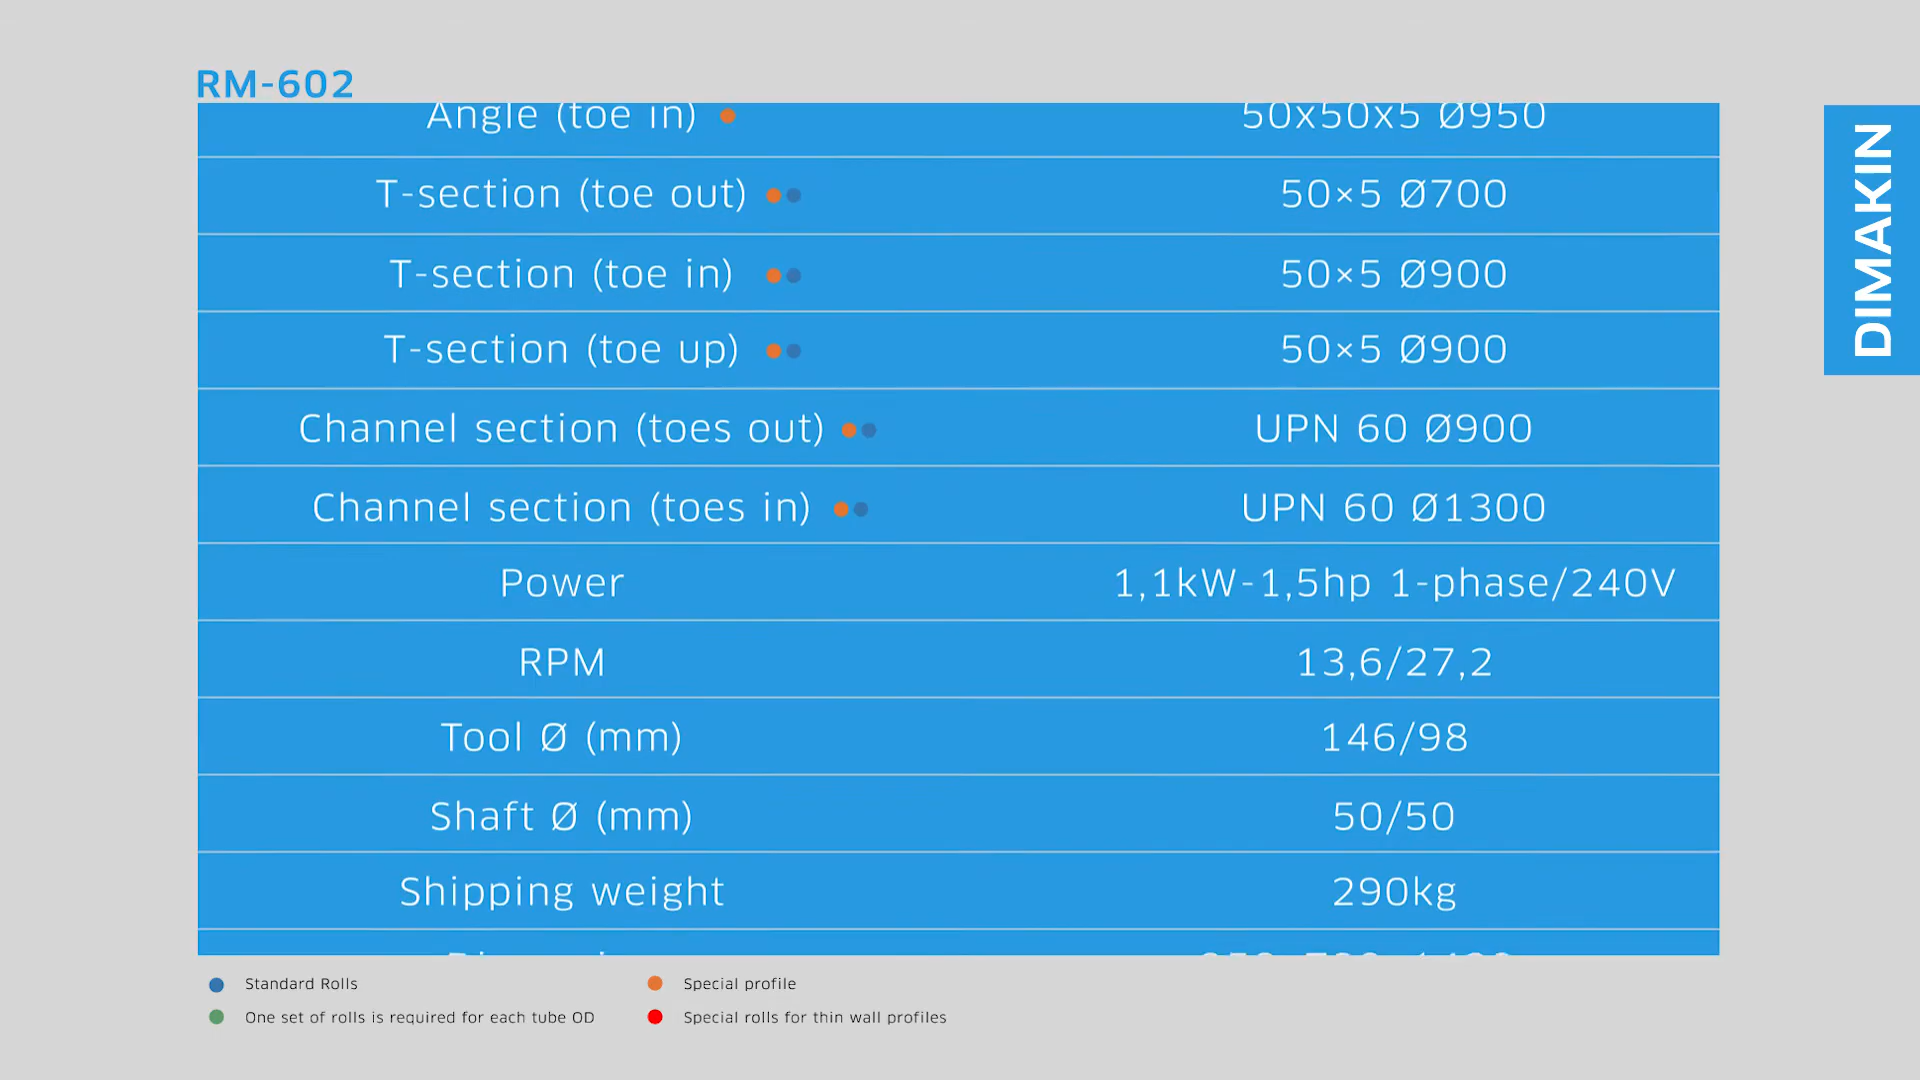 RM-602
Angle (toe in) 50x50x5 Ø950
T-section (toe out) 50×5 Ø700
T-section (toe in) 50×5 Ø900
T-section (toe up) 50×5 Ø900
Channel section (toes out) UPN 60 Ø900
Channel section (toes in) UPN 60 Ø1300
Power 1,1kW-1,5hp 1-phase/240V
RPM 13,6/27,2
Tool Ø (mm) 146/98
Shaft Ø (mm) 50/50
Shipping weight 290kg
Standard Rolls
Special profile
One set of rolls is required for each tube OD
Special rolls for thin wall profiles
DIMAKIN